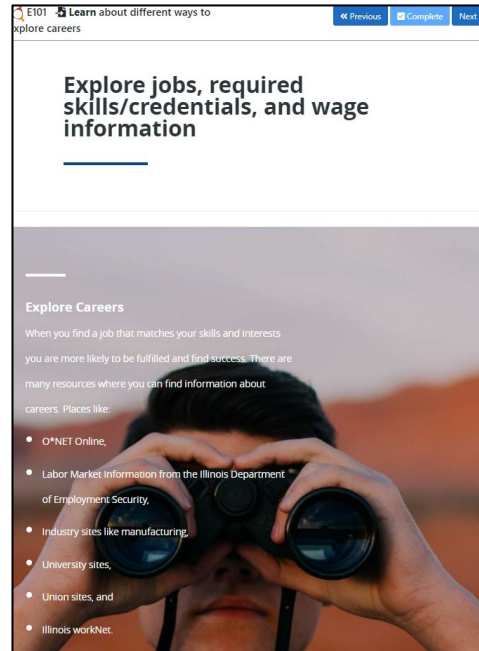 E101 Learn about different ways to
xplore careers
Previous
Complete
Next
Explore jobs, required
skills/credentials, and wage
information
Explore Careers
When you find a job that matches your skills and interests
you are more likely to be fulfilled and find success. There are
many resources where you can find information about
careers. Places like:
O*NET Online,
Labor Market Information from the Illinois Department
of Employment Security,
Industry sites like manufacturing,
University sites,
Union sites, and
Illinois workNet.